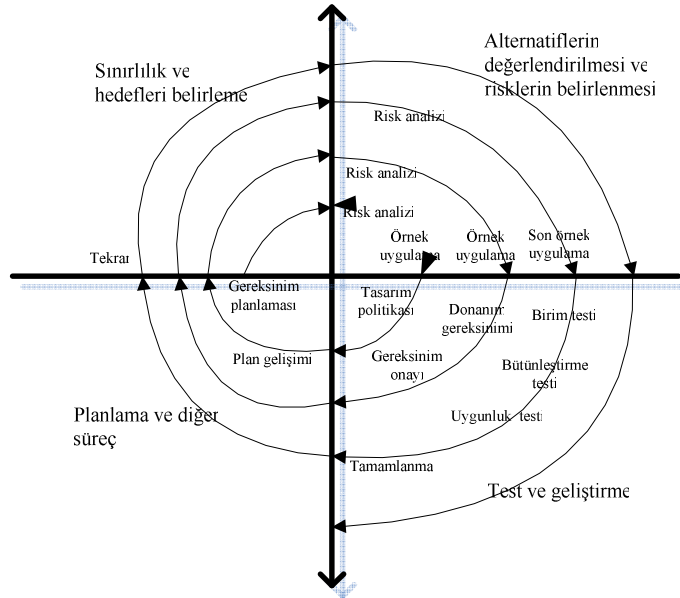 Sınırlılık ve
hedefleri belirleme
Alternatiflerin
değerlendirilmesi ve
risklerin belirlenmesi
Risk analizi
Risk analizi
Risk analizi
Tekrar
Örnek
uygulama
Örnek
uygulama
Son örnek
uygulama
Gereksinim
planlaması
Tasarım
politikası
Donanım
gereksinimi
Birim testi
Plan gelişimi
Gereksinim
onayı
Bütünleştirme
testi
Planlama ve diğer
süreç
Uygunluk testi
Tamamlanma
Test ve geliştirme